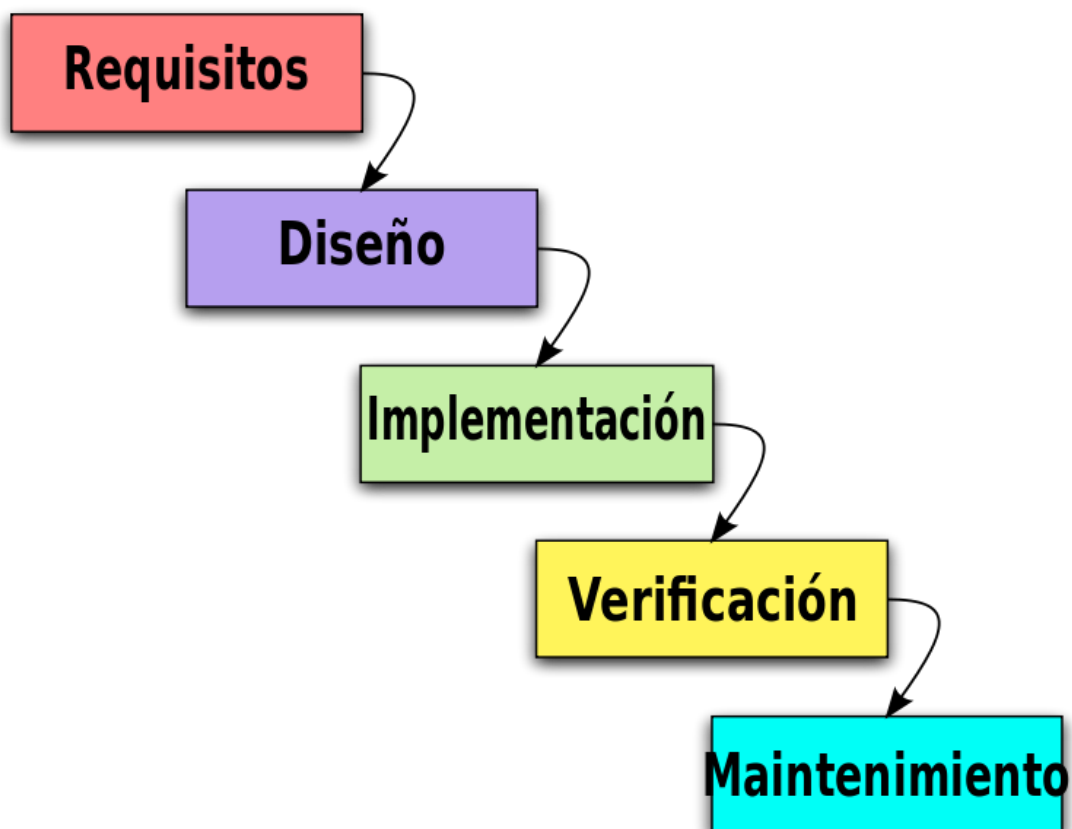 Requisitos
Diseño
Implementación
Verificación
Maintenimiento